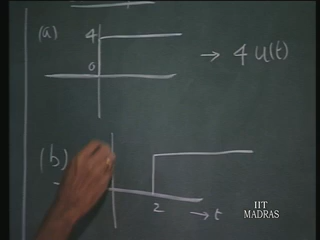 (a) 4
0
→ 4 u(t)
(b)
2 → t
IIT
MADRAS